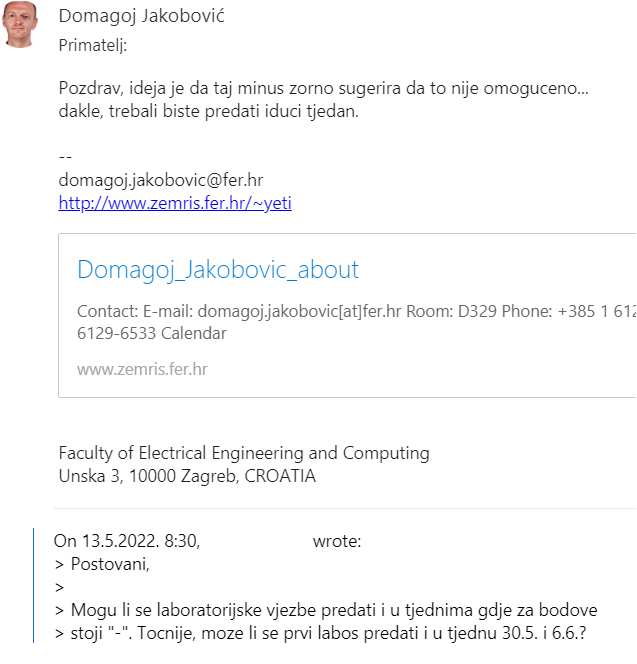 Domagoj Jakobović
Primatelj:
Pozdrav, ideja je da taj minus zorno sugerira da to nije omoguceno...
dakle, trebali biste predati iduci tjedan.
--
domagoj.jakobovic@fer.hr
http://www.zemris.fer.hr/~yeti
Domagoj_Jakobovic_about
Contact: E-mail: domagoj.jakobovic[at]fer.hr Room: D329 Phone: +385 1 612
6129-6533 Calendar
www.zemris.fer.hr
Faculty of Electrical Engineering and Computing
Unska 3, 10000 Zagreb, CROATIA
On 13.5.2022. 8:30, wrote:
> Postovani,
>
> Mogu li se laboratorijske vjezbe predati i u tjednima gdje za bodove
> stoji "-". Tocnije, moze li se prvi labos predati i u tjednu 30.5. i 6.6.?